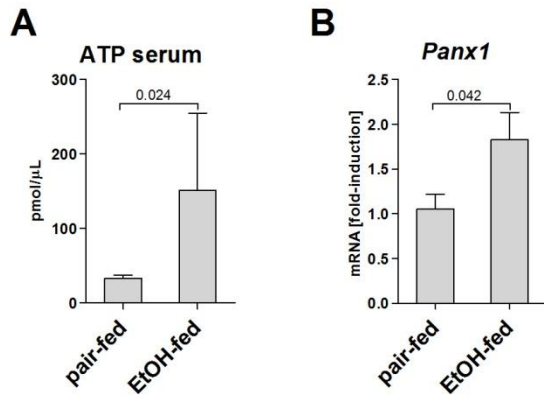 A
ATP serum
300
200
100
0
pmol/µL
0.024
pair-fed
EtOH-fed
B
Panx1
2.5
2.0
1.5
1.0
0.5
0.0
mRNA [fold-induction]
0.042
pair-fed
EtOH-fed